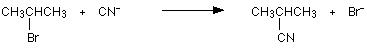 CH₃CHCH₃ + CN⁻ ⟶ CH₃CHCH₃ + Br⁻
Br CN